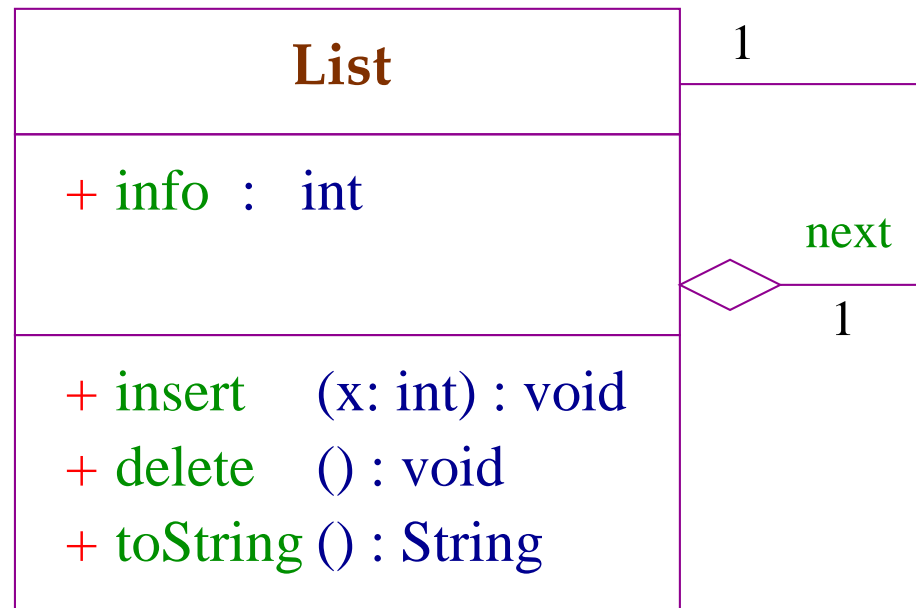 List
1
+ info : int
next
1
+ insert (x: int) : void
+ delete () : void
+ toString () : String